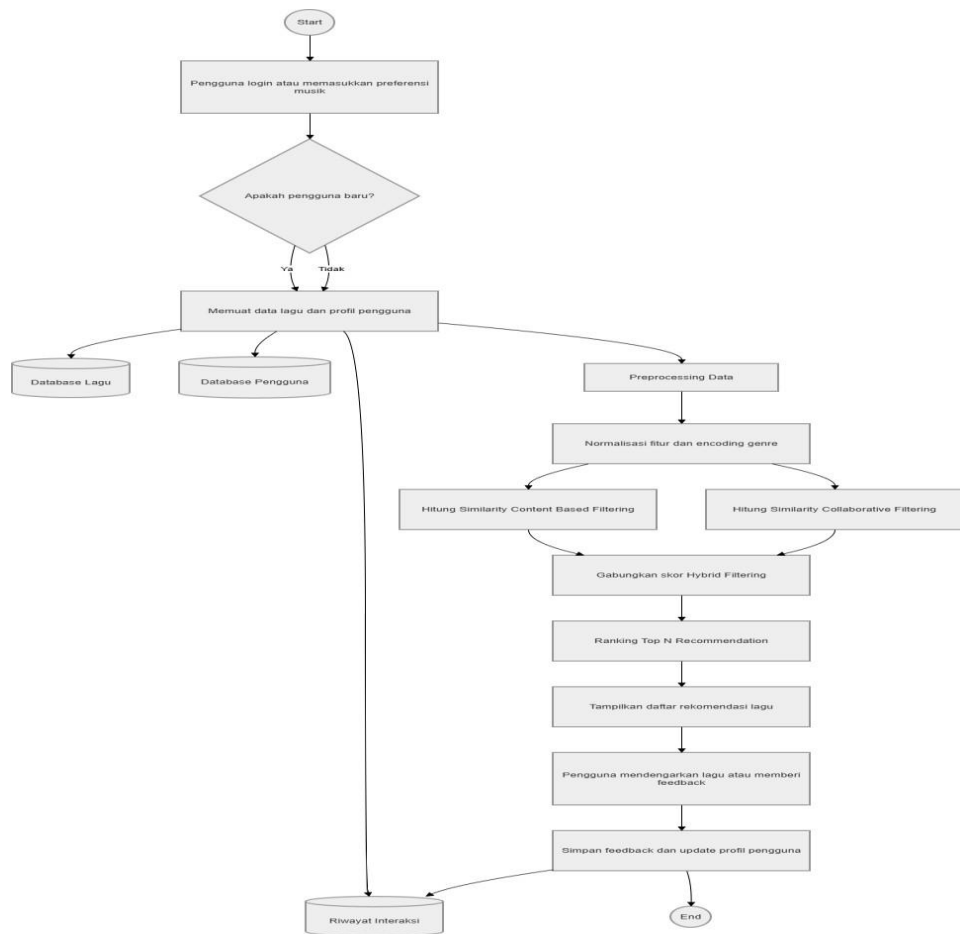 Start
Pengguna login atau memasukkan preferensi
musik
Apakah pengguna baru?
Ya
Tidak
Memuat data lagu dan profil pengguna
Database Lagu
Database Pengguna
Preprocessing Data
Normalisasi fitur dan encoding genre
Hitung Similarity Content Based Filtering
Hitung Similarity Collaborative Filtering
Gabungkan skor Hybrid Filtering
Ranking Top N Recommendation
Tampilkan daftar rekomendasi lagu
Pengguna mendengarkan lagu atau memberi
feedback
Simpan feedback dan update profil pengguna
Riwayat Interaksi
End